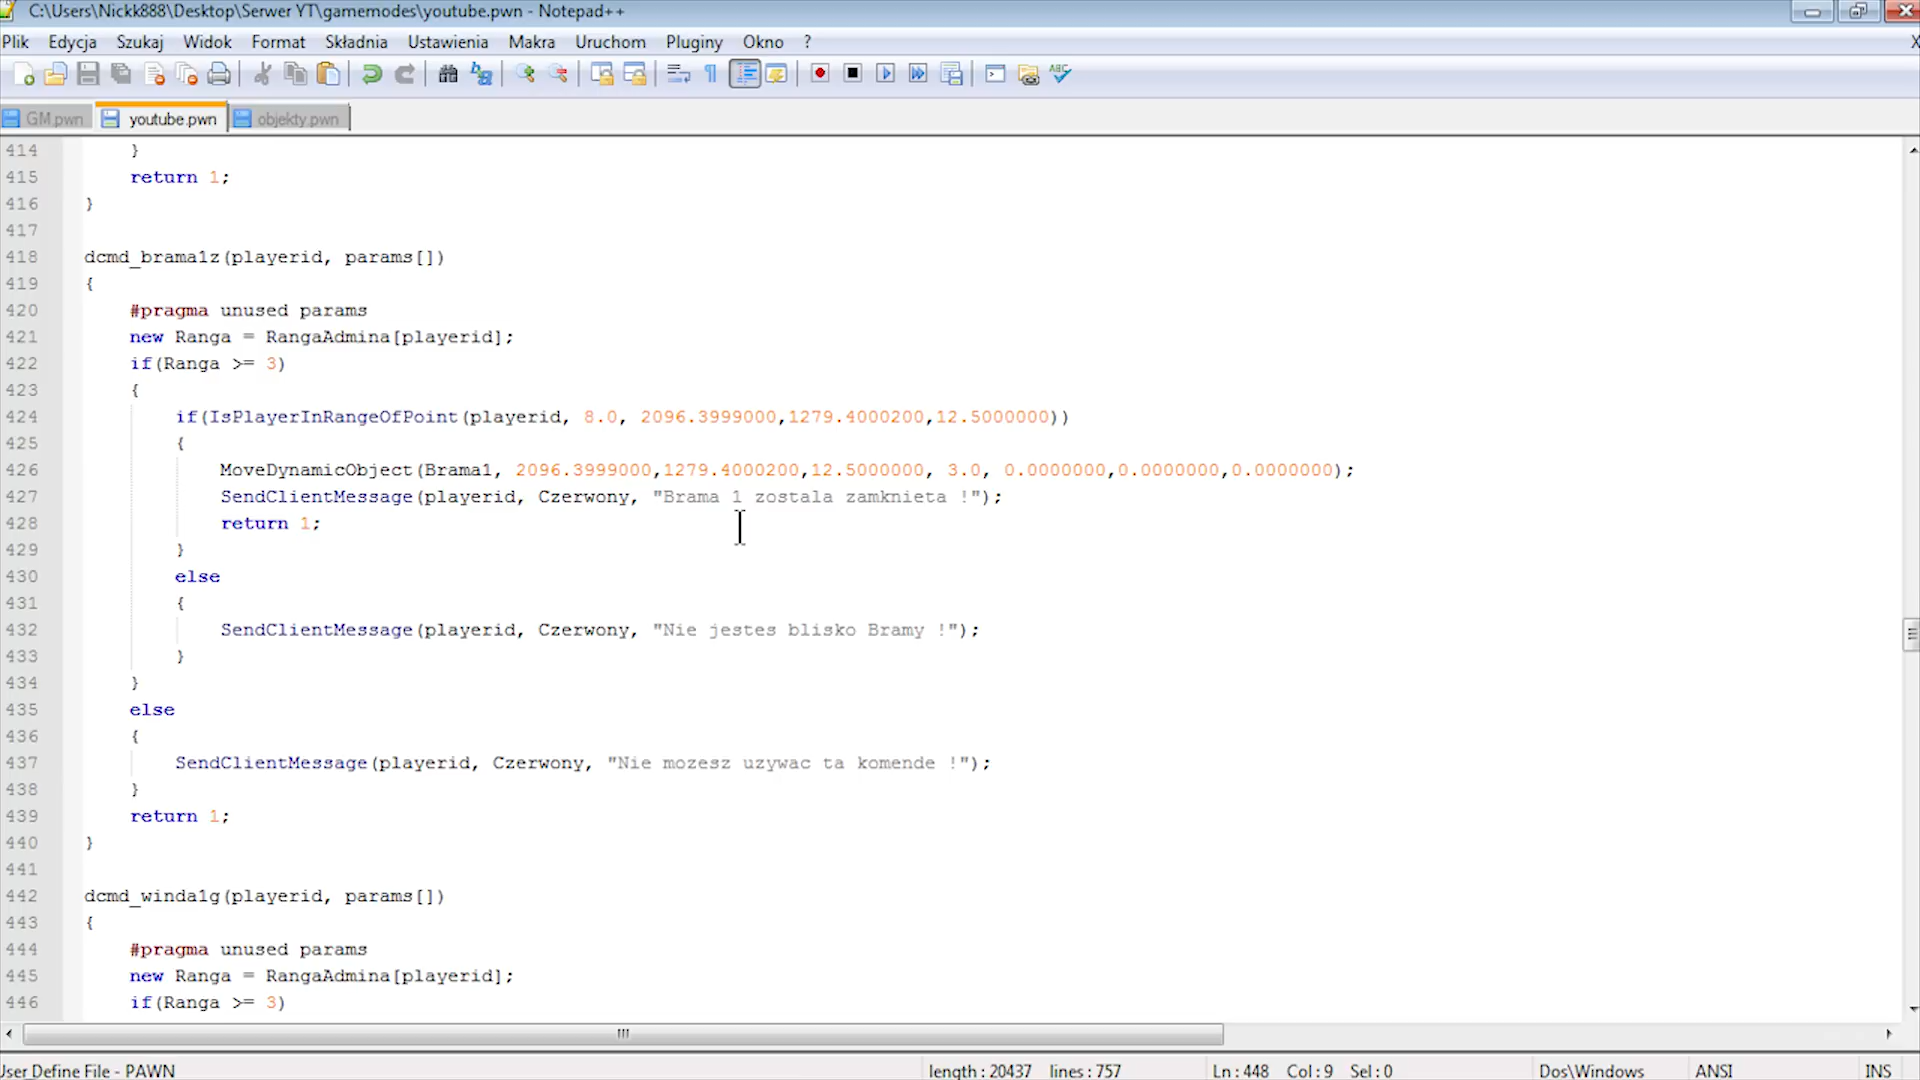 C:\Users\Nickk888\Desktop\Serwer YT\gamemodes\youtube.pwn - Notepad++
Plik Edycja Szukaj Widok Format Składnia Ustawienia Makra Uruchom Pluginy Okno ? X
GM.pwn youtube.pwn objekty.pwn
414 }
415 return 1;
416 }
417
418 dcmd_brama1z(playerid, params[])
419 {
420 #pragma unused params
421 new Ranga = RangaAdmina[playerid];
422 if(Ranga >= 3)
423 {
424 if(IsPlayerInRangeOfPoint(playerid, 8.0, 2096.3999000,1279.4000200,12.5000000))
425 {
426 MoveDynamicObject(Brama1, 2096.3999000,1279.4000200,12.5000000, 3.0, 0.0000000,0.0000000,0.0000000);
427 SendClientMessage(playerid, Czerwony, "Brama 1 zostala zamknieta !");
428 return 1;
429 }
430 else
431 {
432 SendClientMessage(playerid, Czerwony, "Nie jestes blisko Bramy !");
433 }
434 }
435 else
436 {
437 SendClientMessage(playerid, Czerwony, "Nie mozesz uzywac ta komende !");
438 }
439 return 1;
440 }
441
442 dcmd_winda1g(playerid, params[])
443 {
444 #pragma unused params
445 new Ranga = RangaAdmina[playerid];
446 if(Ranga >= 3)
User Define File - PAWN length : 20437 lines : 757 Ln : 448 Col : 9 Sel : 0 Dos\Windows ANSI INS